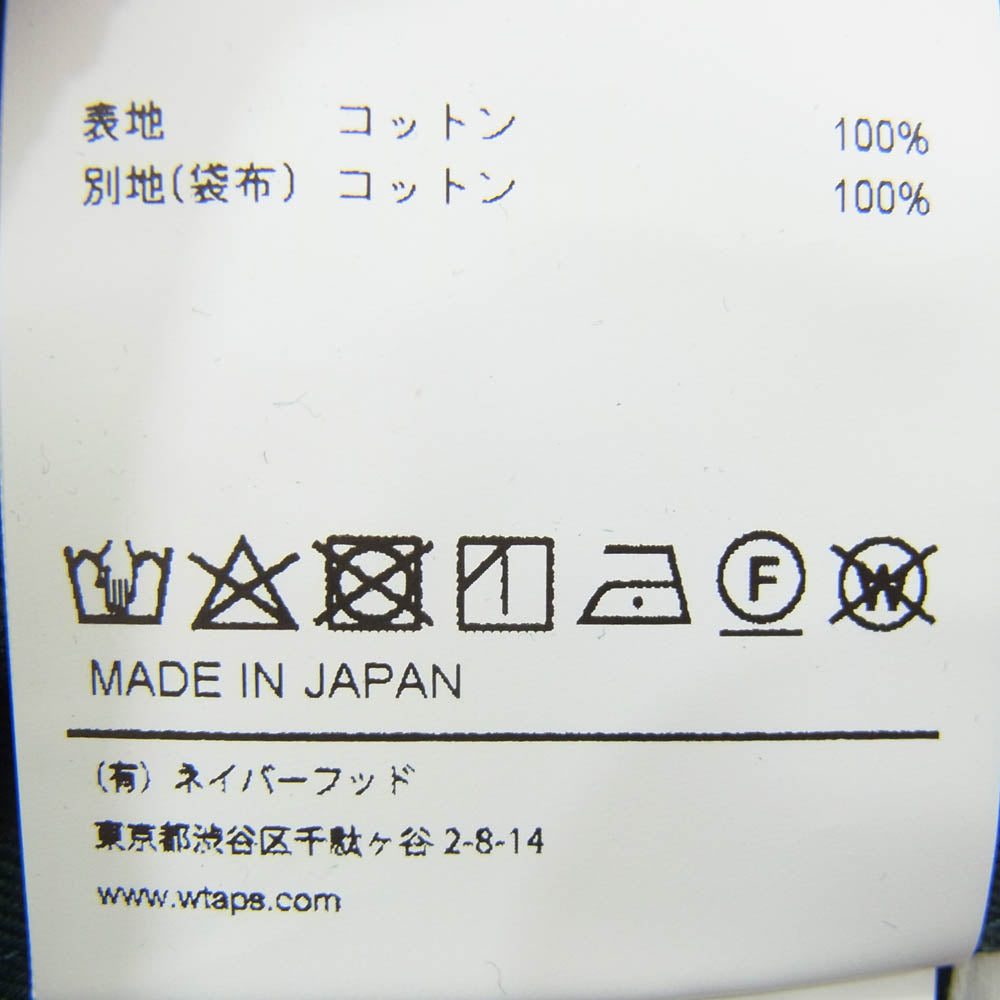 表地 コットン 100%
別地(袋布) コットン 100%
F W
MADE IN JAPAN
(有) ネイバーフッド
東京都渋谷区千駄ヶ谷 2-8-14
www.wtaps.com